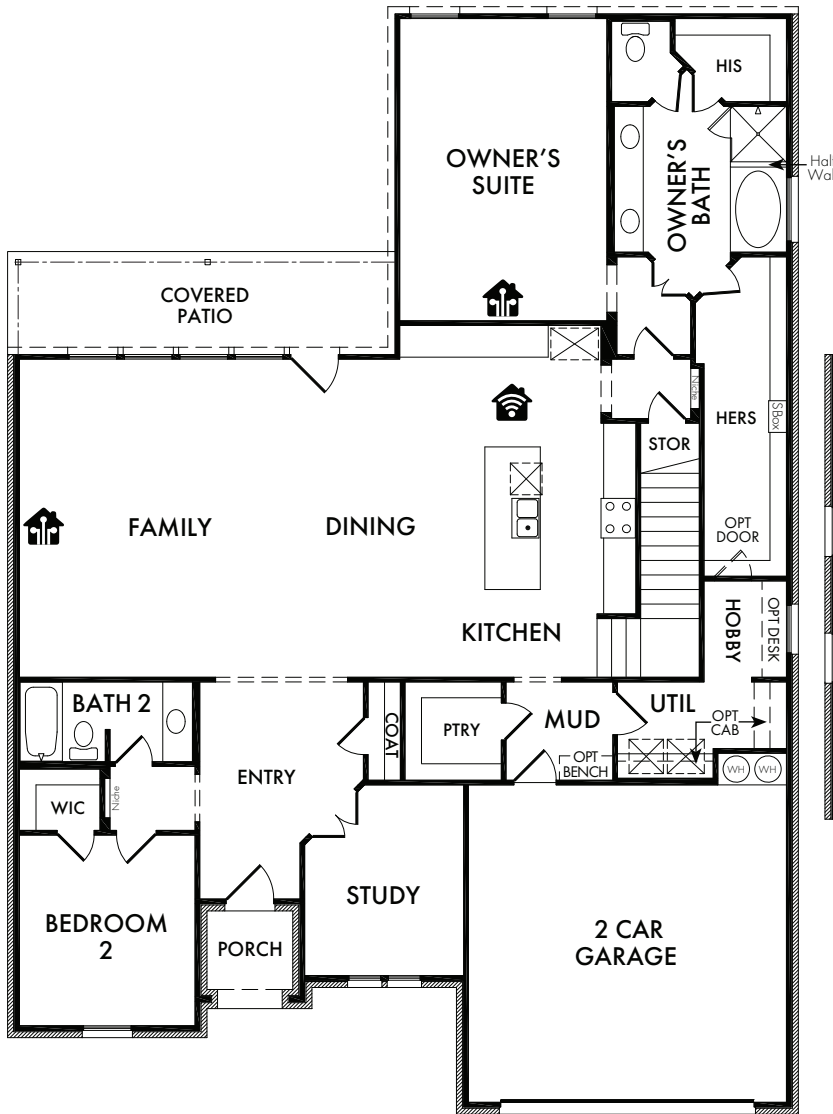 HIS
OWNER'S
SUITE
OWNER'S
BATH
COVERED
PATIO
Niche
HERS
SBox
STOR
FAMILY
DINING
OPT
DOOR
KITCHEN
HOBBY
OPT DESK
BATH 2
COAT
PTRY
MUD
UTIL
OPT
CAB
OPT
BENCH
WH
WH
ENTRY
WIC
Niche
STUDY
BEDROOM
2
PORCH
2 CAR
GARAGE